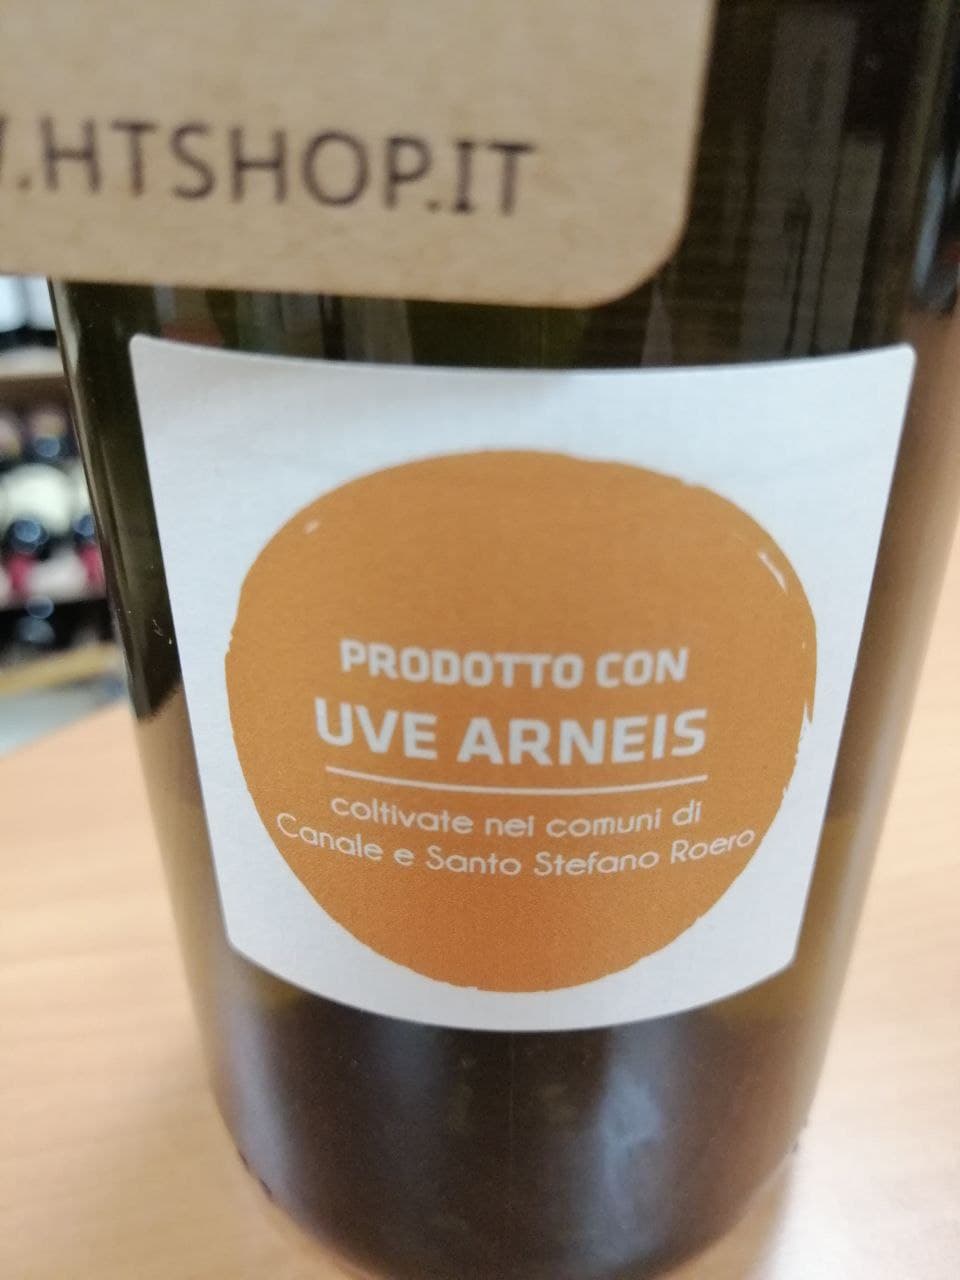 .HTSHOP.IT
PRODOTTO CON
UVE ARNEIS
coltivate nei comuni di
Canale e Santo Stefano Roero